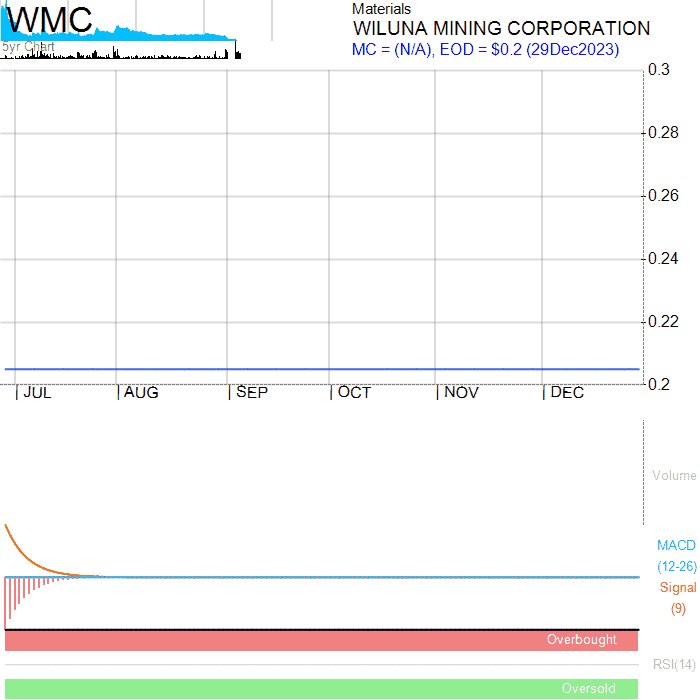 WMC
5yr Chart
Materials
WILUNA MINING CORPORATION
MC = (N/A), EOD = $0.2 (29Dec2023)
0.3
0.28
0.26
0.24
0.22
0.2
JUL AUG SEP OCT NOV DEC
Volume
MACD
(12-26)
Signal
(9)
Overbought
RSI(14)
Oversold